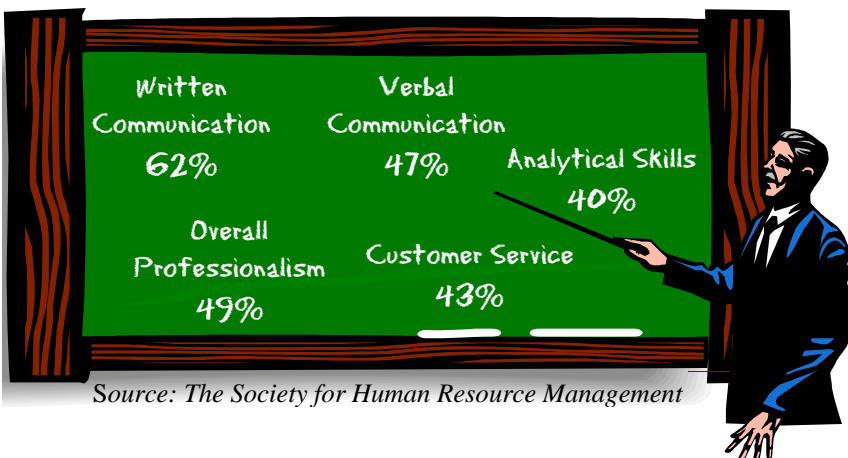 Written
Communication
62%
Verbal
Communication
47%
Analytical Skills
40%
Overall
Professionalism
49%
Customer Service
43%
Source: The Society for Human Resource Management